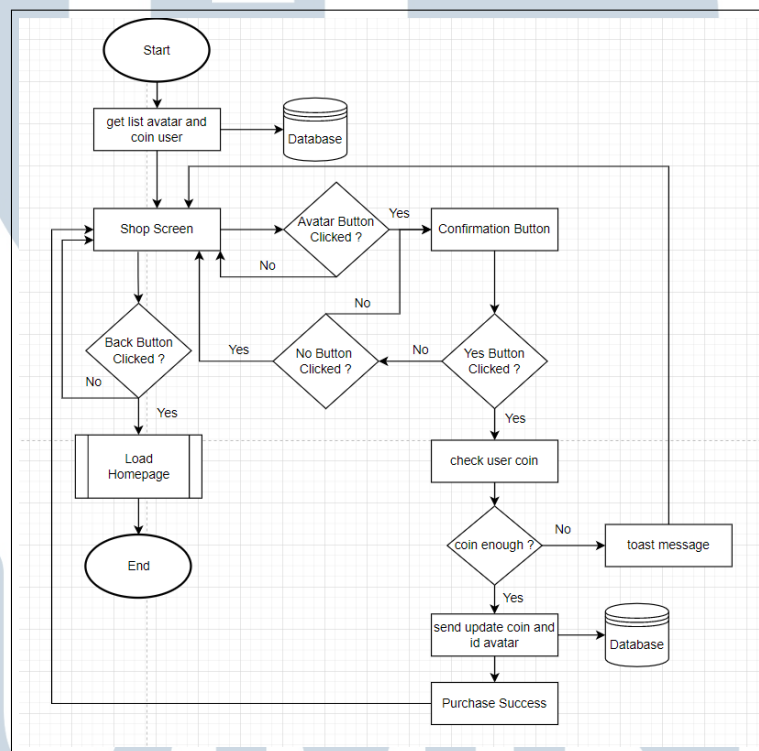 Start
get list avatar and
coin user
Database
Shop Screen
Avatar Button
Clicked ?
Yes
Confirmation Button
No
No
Back Button
Clicked ?
Yes
No Button
Clicked ?
No
Yes Button
Clicked ?
No
Yes
Yes
Load
Homepage
check user coin
End
coin enough ?
No
toast message
Yes
send update coin and
id avatar
Database
Purchase Success